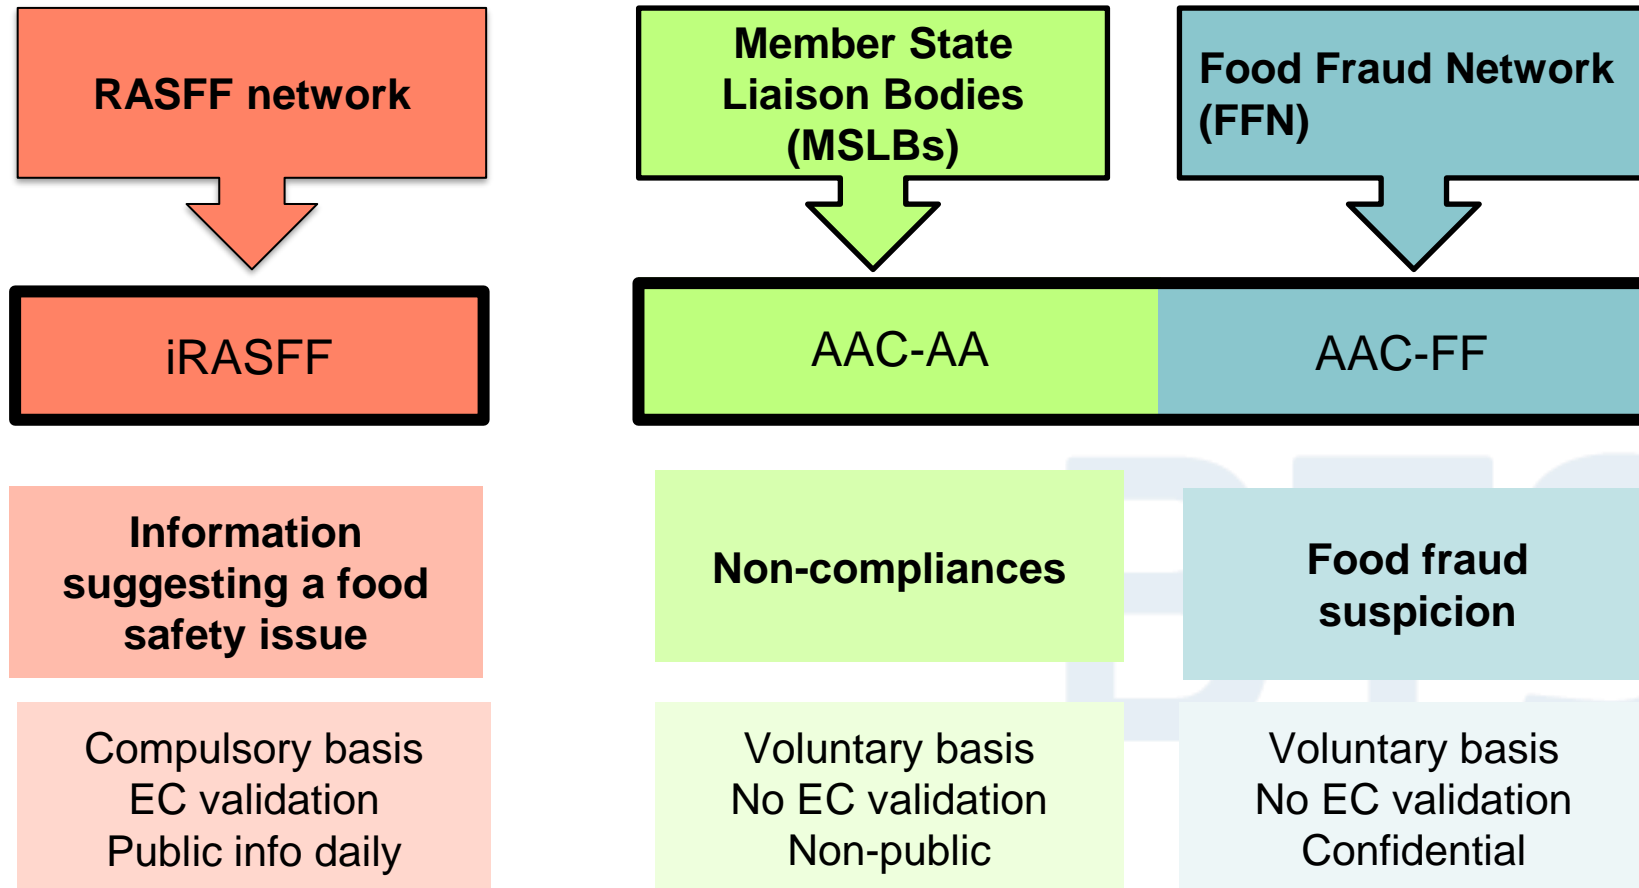 RASFF network
Member State
Liaison Bodies
(MSLBs)
Food Fraud Network
(FFN)
iRASFF
AAC-AA
AAC-FF
Information
suggesting a food
safety issue
Non-compliances
Food fraud
suspicion
Compulsory basis
EC validation
Public info daily
Voluntary basis
No EC validation
Non-public
Voluntary basis
No EC validation
Confidential
BTS